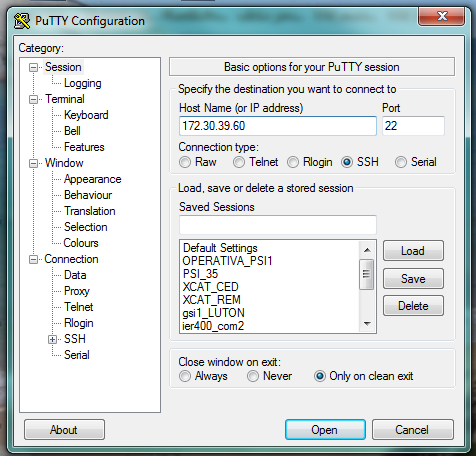 PuTTY Configuration
Category:
Session
Logging
Terminal
Keyboard
Bell
Features
Window
Appearance
Behaviour
Translation
Selection
Colours
Connection
Data
Proxy
Telnet
Rlogin
SSH
Serial
Basic options for your PuTTY session
Specify the destination you want to connect to
Host Name (or IP address) Port
172.30.39.60 22
Connection type:
Raw Telnet Rlogin SSH Serial
Load, save or delete a stored session
Saved Sessions
Default Settings
OPERATIVA_PSI1
PSI_35
XCAT_CED
XCAT_REM
gsi1_LUTON
ier400_com2
Load
Save
Delete
Close window on exit:
Always Never Only on clean exit
About Open Cancel